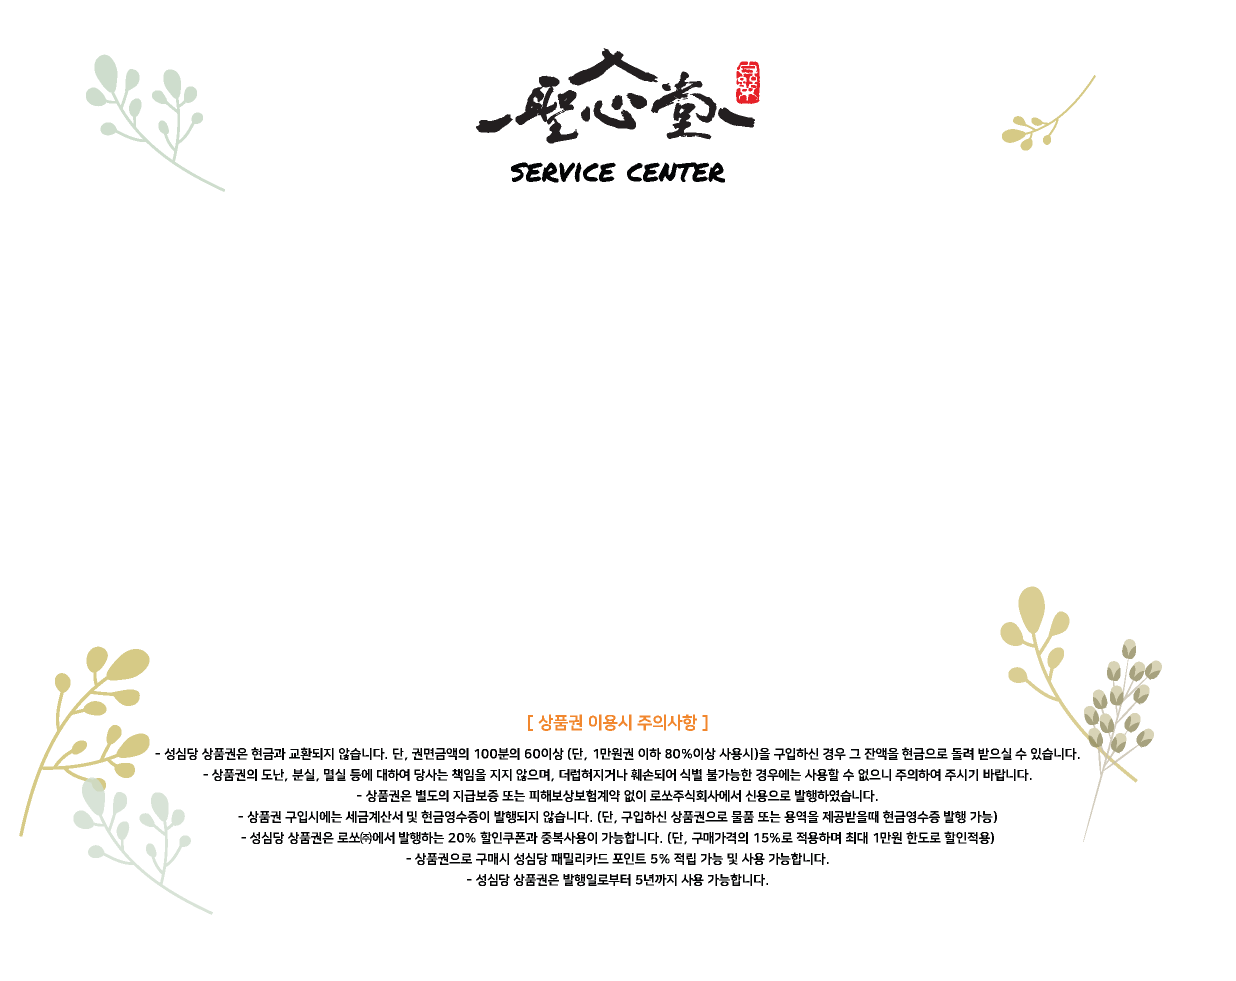 聖心堂
SERVICE CENTER
[ 상품권 이용시 주의사항 ]
- 성심당 상품권은 현금과 교환되지 않습니다. 단, 권면금액의 100분의 60이상 (단, 1만원권 이하 80%이상 사용시)을 구입하신 경우 그 잔액을 현금으로 돌려 받으실 수 있습니다.
- 상품권의 도난, 분실, 멸실 등에 대하여 당사는 책임을 지지 않으며, 더럽혀지거나 훼손되어 식별 불가능한 경우에는 사용할 수 없으니 주의하여 주시기 바랍니다.
- 상품권은 별도의 지급보증 또는 피해보상보험계약 없이 로쏘주식회사에서 신용으로 발행하였습니다.
- 상품권 구입시에는 세금계산서 및 현금영수증이 발행되지 않습니다. (단, 구입하신 상품권으로 물품 또는 용역을 제공받을때 현금영수증 발행 가능)
- 성심당 상품권은 로쏘㈜에서 발행하는 20% 할인쿠폰과 중복사용이 가능합니다. (단, 구매가격의 15%로 적용하며 최대 1만원 한도로 할인적용)
- 상품권으로 구매시 성심당 패밀리카드 포인트 5% 적립 가능 및 사용 가능합니다.
- 성심당 상품권은 발행일로부터 5년까지 사용 가능합니다.